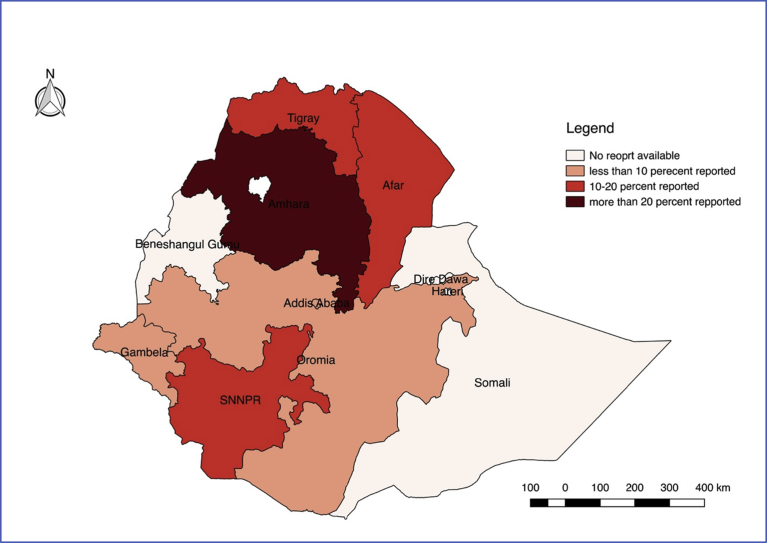 N
Tigray
Legend
No reoprt available
less than 10 perecent reported
10-20 percent reported
more than 20 percent repported
Afar
Amhara
Beneshangul Gumu
Dire Dawa
Hareri
Addis Ababa
Gambela
Oromia
Somali
SNNPR
100 0 100 200 300 400 km